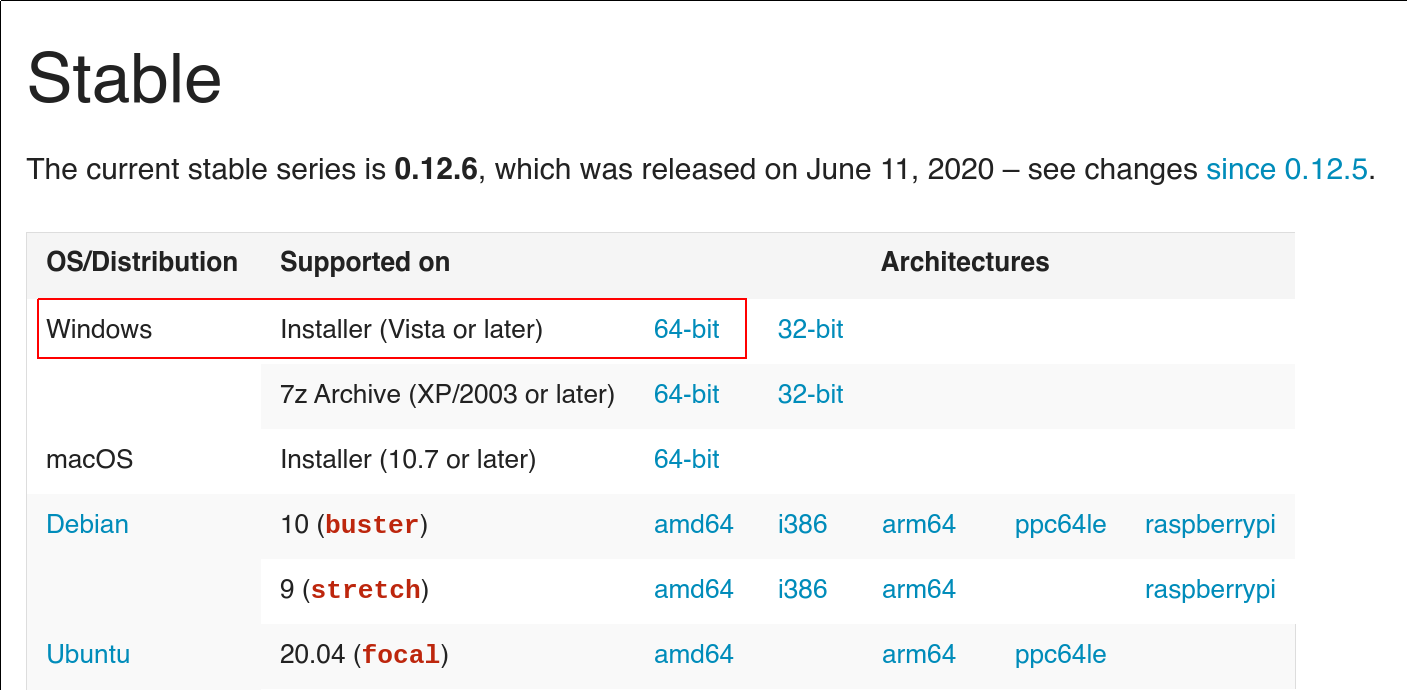 Stable
The current stable series is 0.12.6, which was released on June 11, 2020 – see changes since 0.12.5.
OS/Distribution Supported on Architectures
Windows Installer (Vista or later) 64-bit 32-bit
7z Archive (XP/2003 or later) 64-bit 32-bit
macOS Installer (10.7 or later) 64-bit
Debian 10 (buster) amd64 i386 arm64 ppc64le raspberrypi
9 (stretch) amd64 i386 arm64 raspberrypi
Ubuntu 20.04 (focal) amd64 arm64 ppc64le